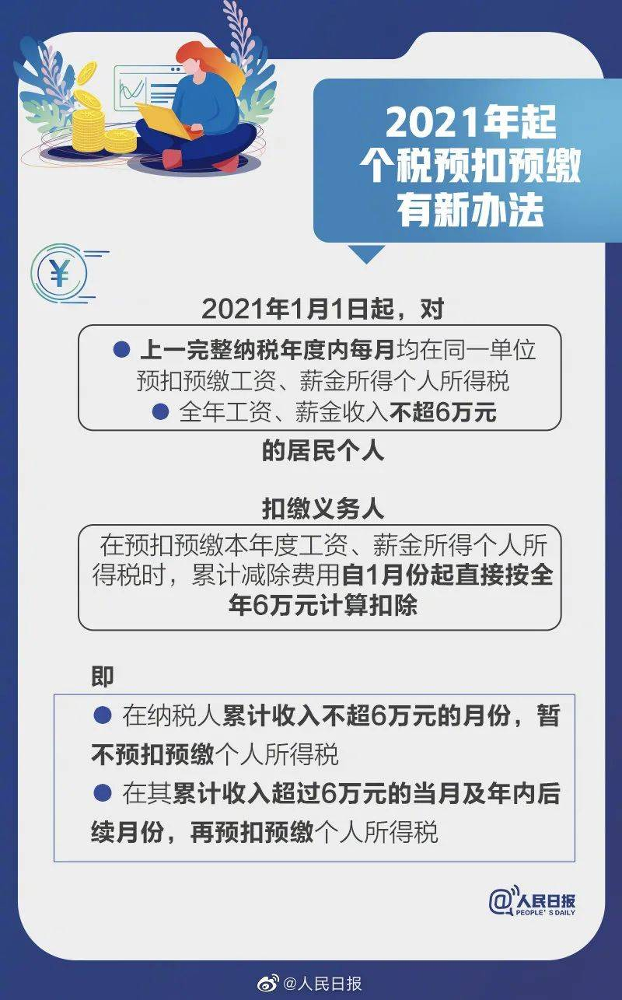 2021年起
个税预扣预缴
有新办法
¥
2021年1月1日起，对
● 上一完整纳税年度内每月均在同一单位
预扣预缴工资、薪金所得个人所得税
● 全年工资、薪金收入不超6万元
的居民个人
扣缴义务人
在预扣预缴本年度工资、薪金所得个人所
得税时，累计减除费用自1月份起直接按全
年6万元计算扣除
即
● 在纳税人累计收入不超6万元的月份，暂
不预扣预缴个人所得税
● 在其累计收入超过6万元的当月及年内后
续月份，再预扣预缴个人所得税
@人民日报
PEOPLE'S DAILY
@人民日报